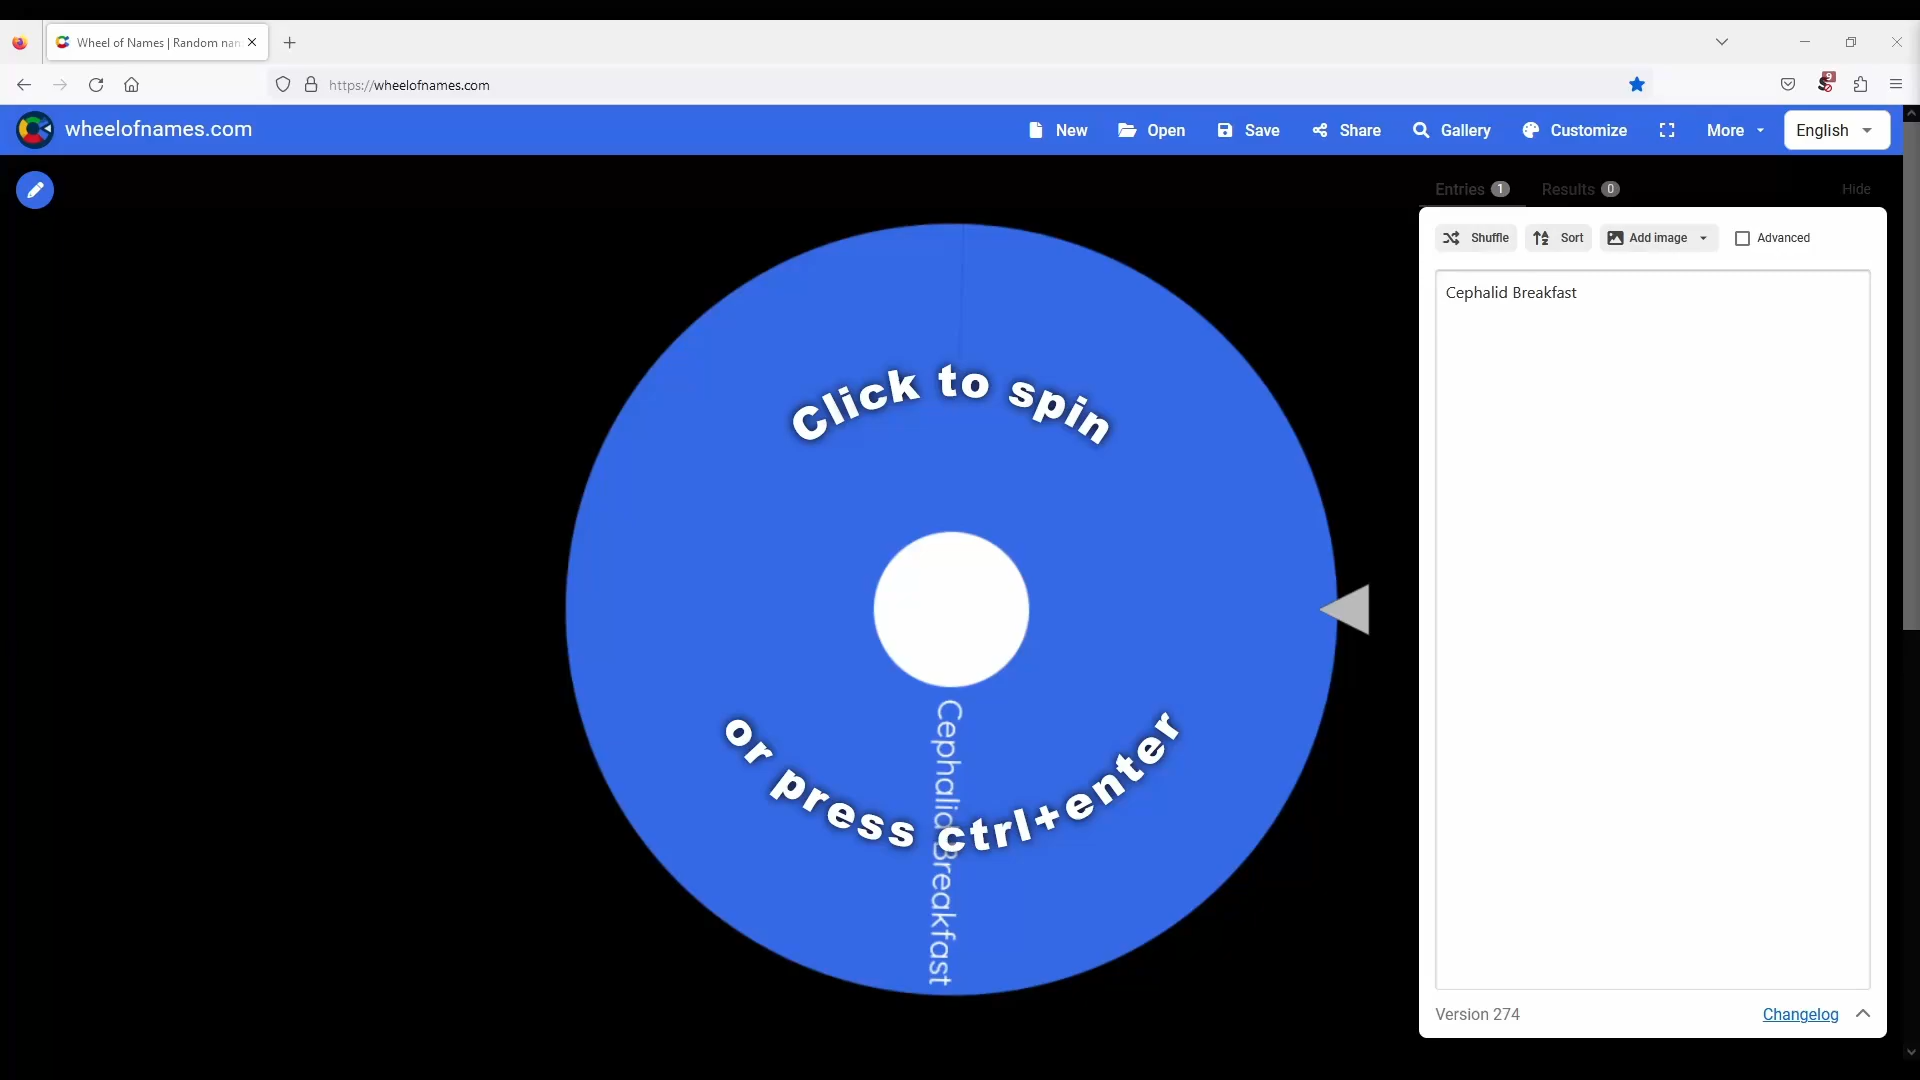 Wheel of Names | Random nam
https://wheelofnames.com
9
wheelofnames.com
New
Open
Save
Share
Gallery
Customize
More
English
Entries 1
Results 0
Hide
Shuffle
Sort
Add image
Advanced
Cephalid Breakfast
Click to spin
or press ctrl+enter
Cephalid Breakfast
Version 274
Changelog